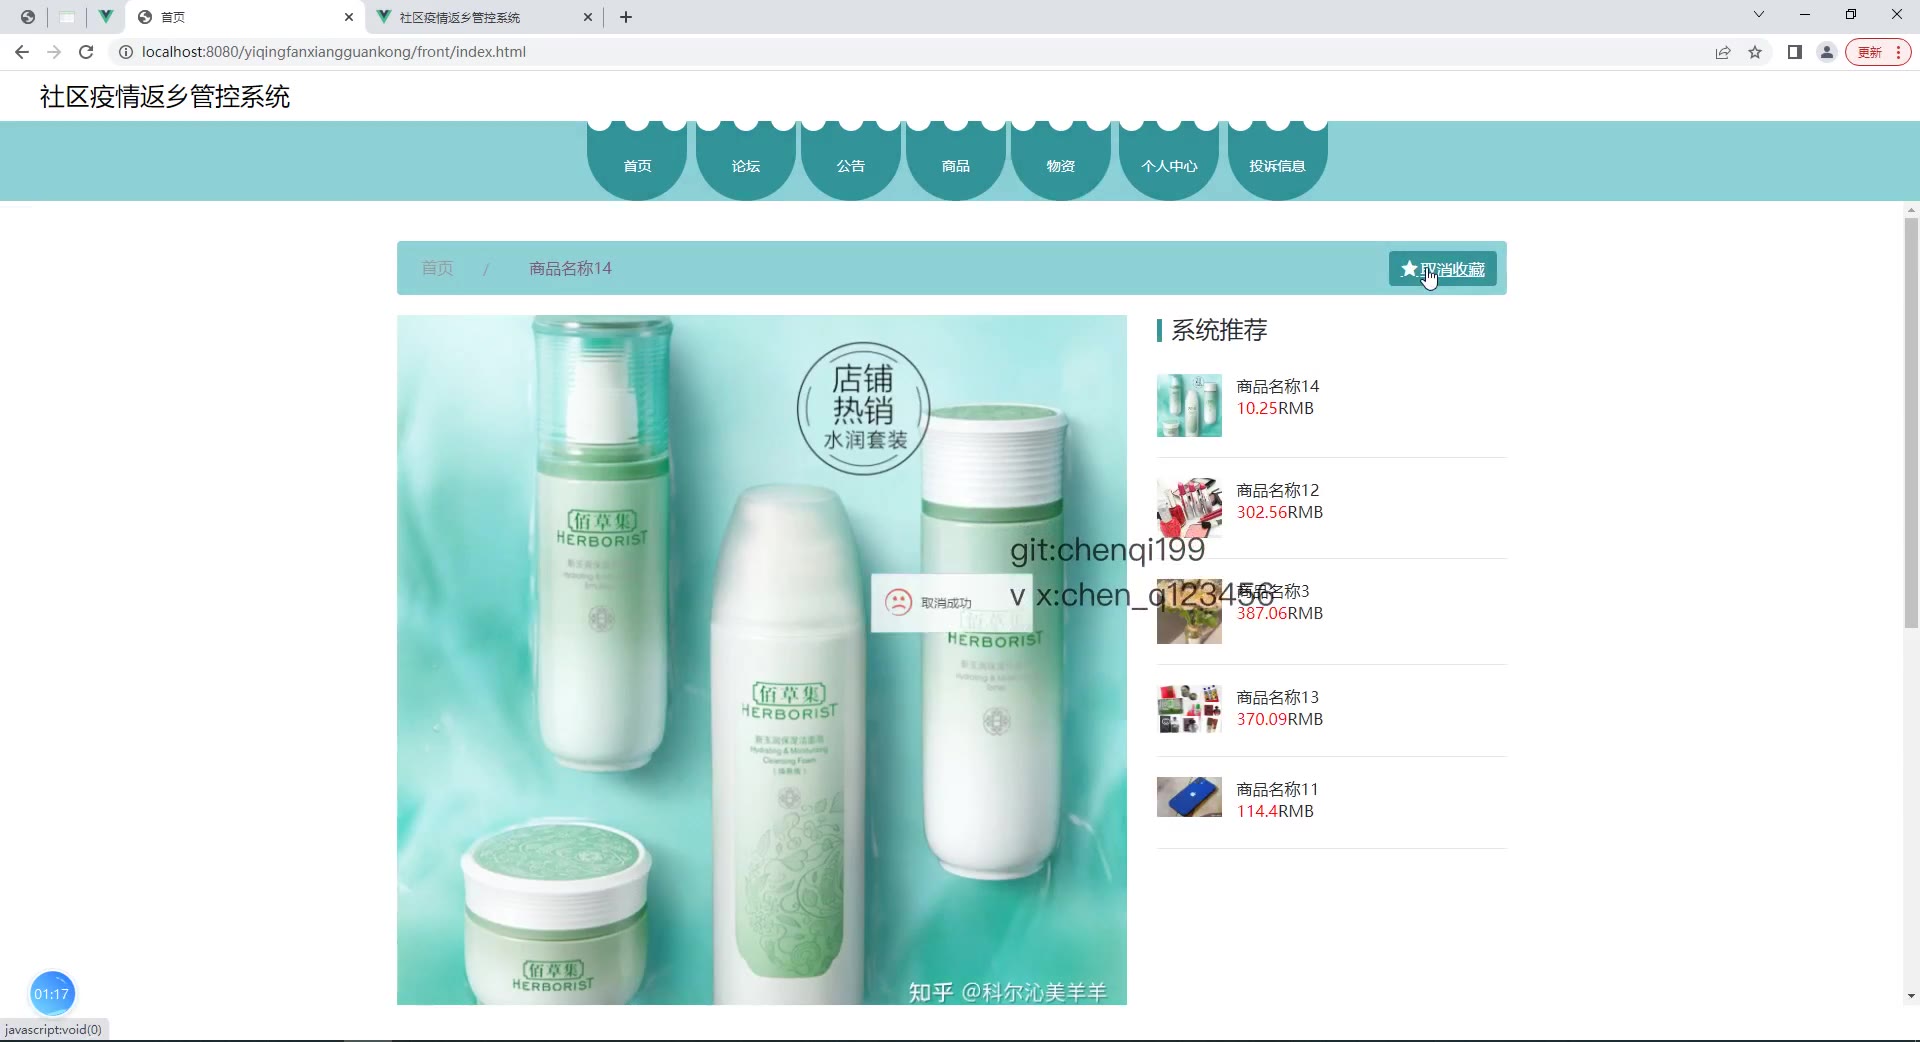 首页
社区疫情返乡管控系统
localhost:8080/yiqingfanxiangguankong/front/index.html
更新
社区疫情返乡管控系统
首页
论坛
公告
商品
物资
个人中心
投诉信息
首页 / 商品名称14
取消收藏
店铺
热销
水润套装
佰草集
HERBORIST
佰草集
HERBORIST
Hydrating & Moisturizing
Cleansing Foam
佰草集
HERBORIST
佰草集
HERBORIST
知乎 @科尔沁美羊羊
取消成功
git:chenqi199
v x:chen_q123456
系统推荐
商品名称14
10.25RMB
商品名称12
302.56RMB
商品名称3
387.06RMB
商品名称13
370.09RMB
商品名称11
114.4RMB
01:17
javascript:void(0)